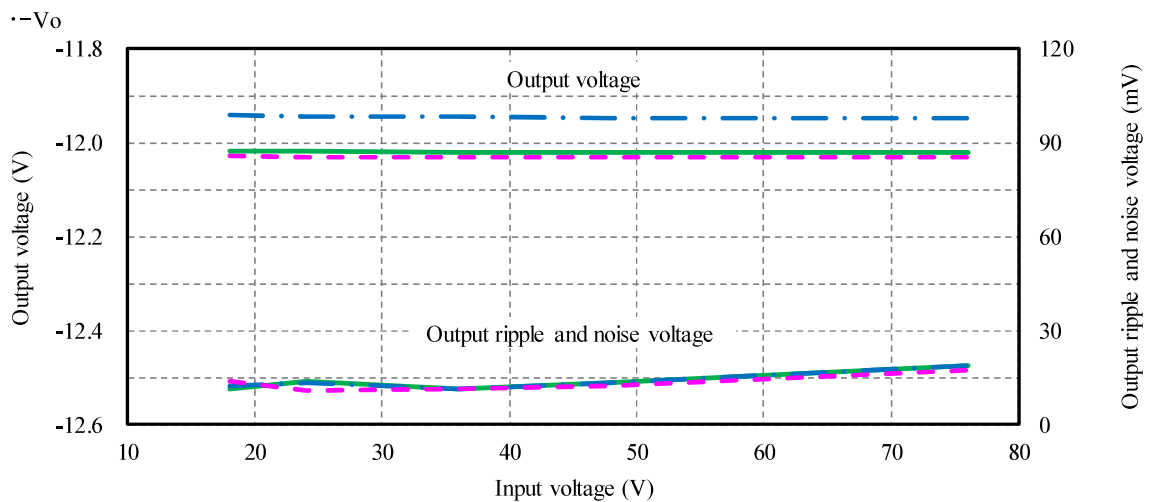 ·-Vo
-11.8
-12.0
-12.2
-12.4
-12.6
Output voltage (V)
Output voltage
Output ripple and noise voltage
120
90
60
30
0
Output ripple and noise voltage (mV)
10 20 30 40 50 60 70 80
Input voltage (V)